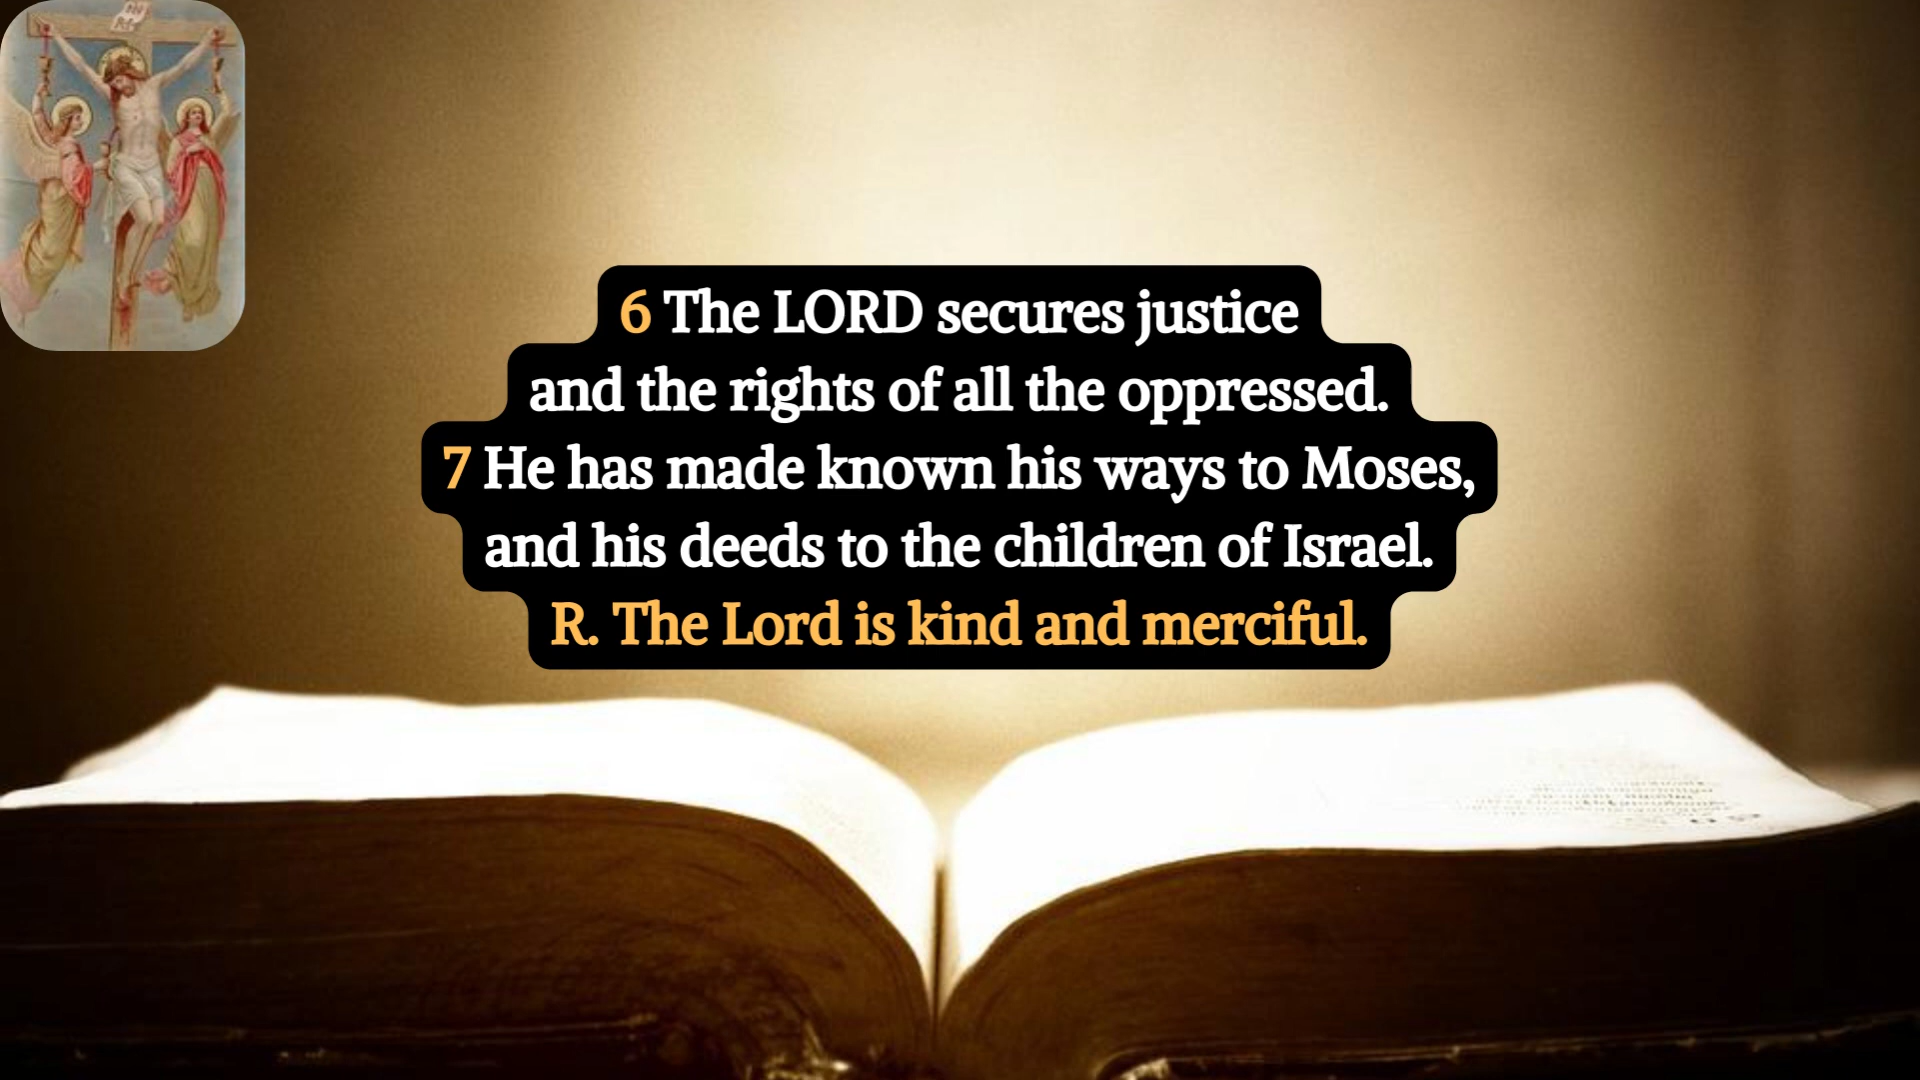 6 The LORD secures justice
and the rights of all the oppressed.
7 He has made known his ways to Moses,
and his deeds to the children of Israel.
R. The Lord is kind and merciful.